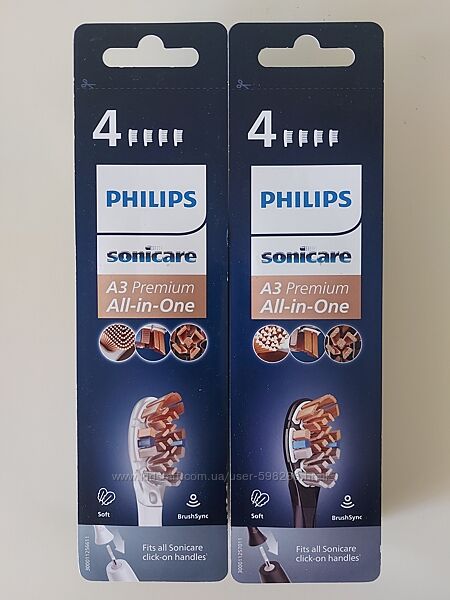 4
PHILIPS
sonicare
A3 Premium
All-in-One
Soft
BrushSync
Fits all Sonicare
click-on handles
4
PHILIPS
sonicare
A3 Premium
All-in-One
Soft
BrushSync
Fits all Sonicare
click-on handles